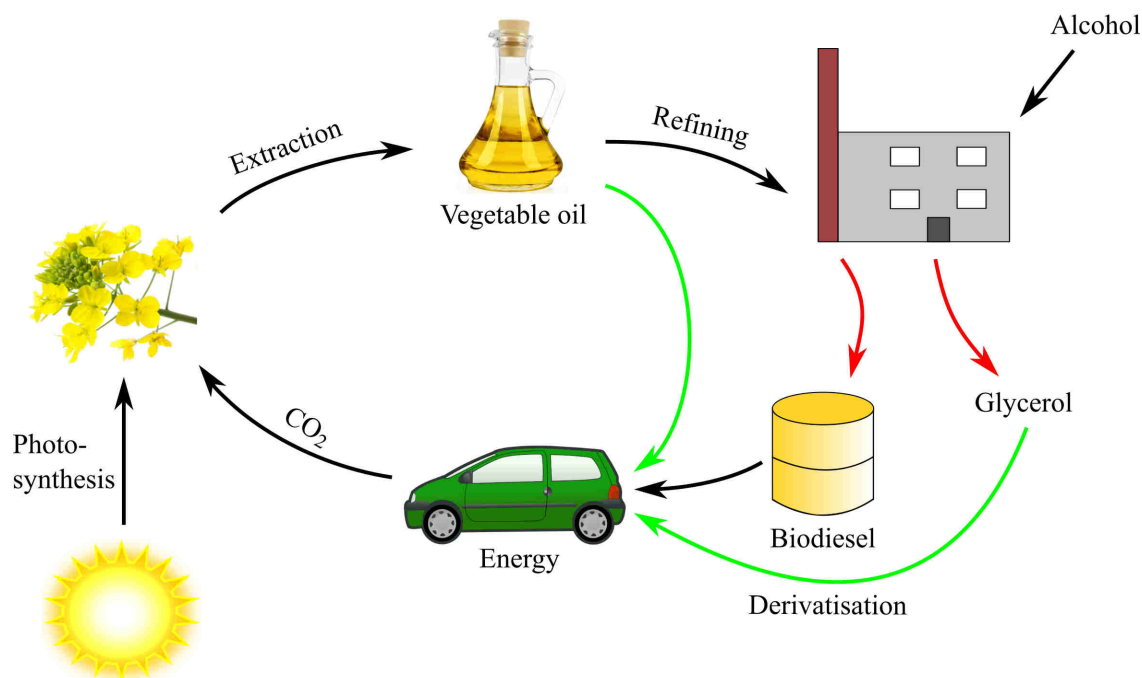 Alcohol
Extraction
Refining
Vegetable oil
Glycerol
CO₂
Photo-
synthesis
Biodiesel
Energy
Derivatisation